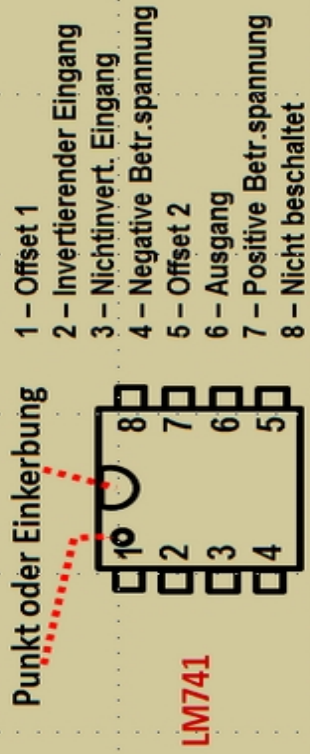 Punkt oder Einkerbung
LM741
1 8
2 7
3 6
4 5
1 – Offset 1
2 – Invertierender Eingang
3 – Nichtinvert. Eingang
4 – Negative Betr.spannung
5 – Offset 2
6 – Ausgang
7 – Positive Betr.spannung
8 – Nicht beschaltet